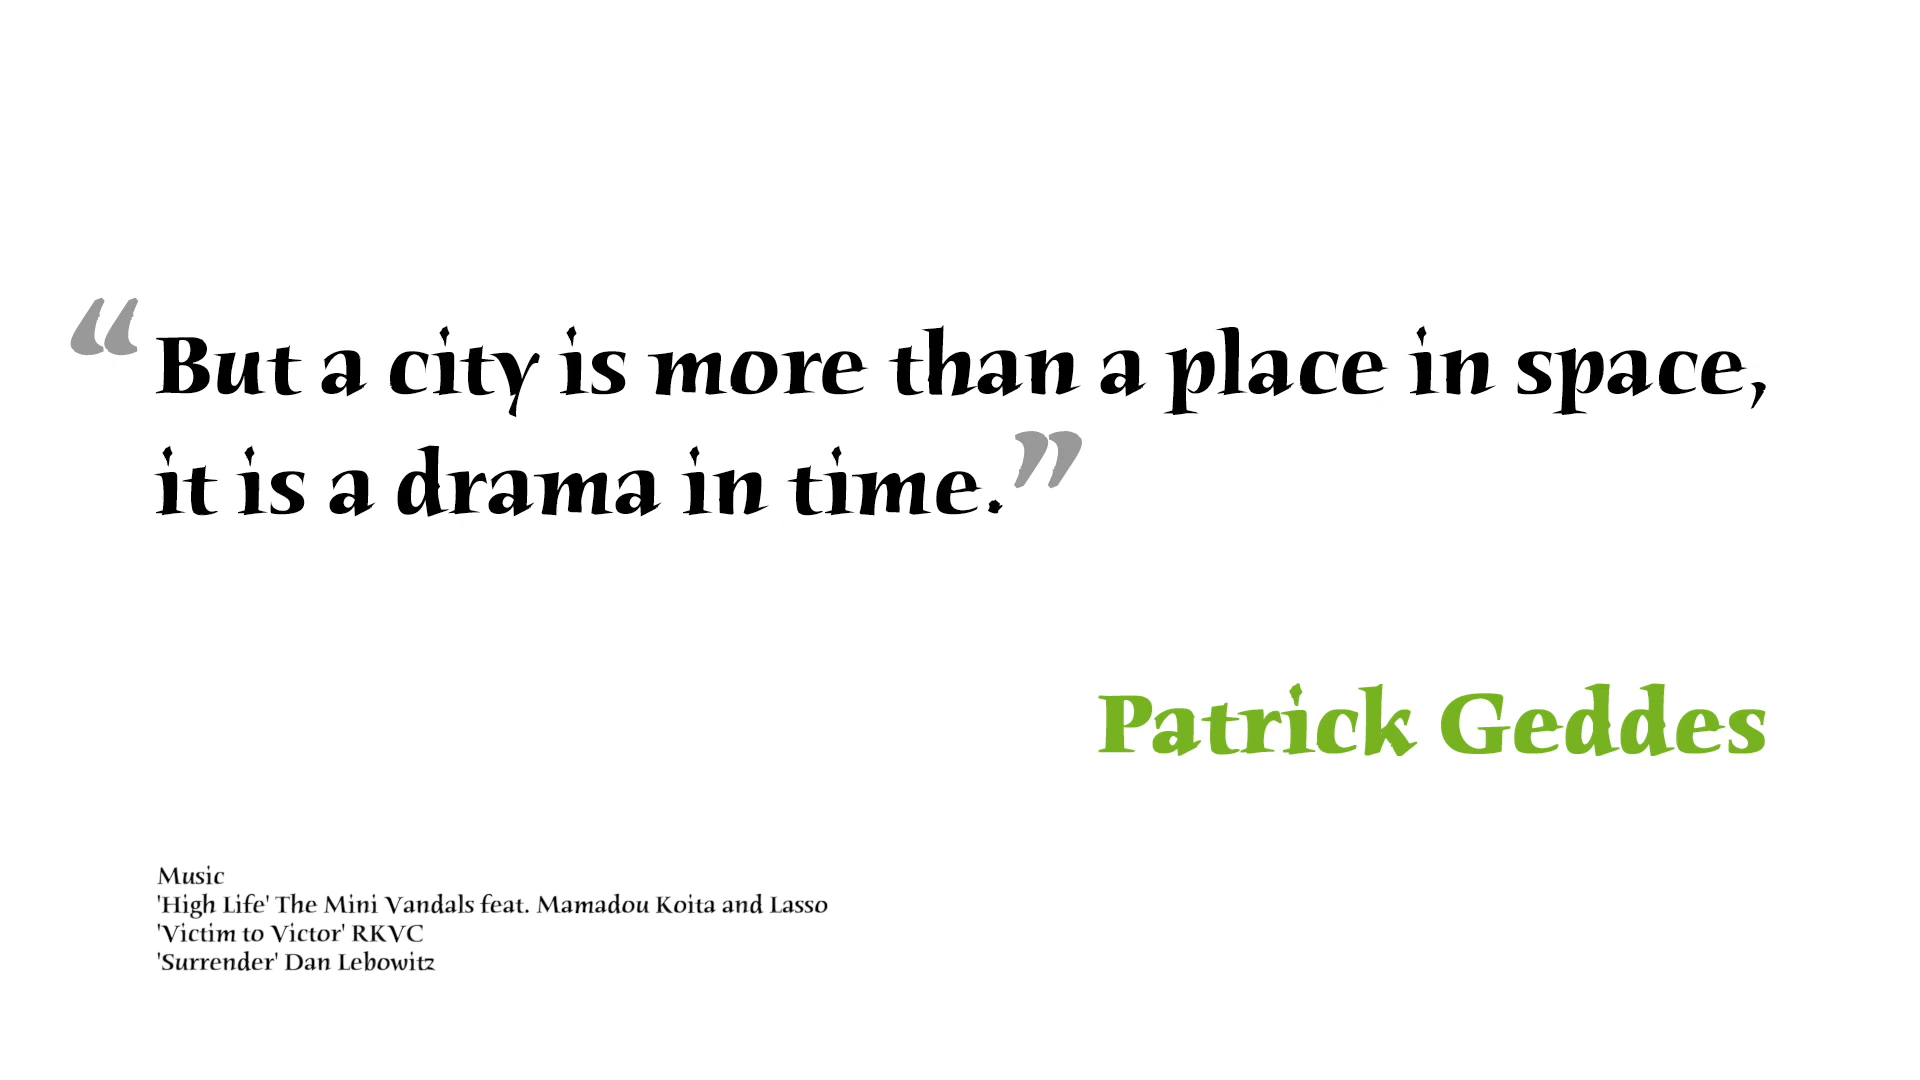 “But a city is more than a place in space,
it is a drama in time.”
Patrick Geddes
Music
'High Life' The Mini Vandals feat. Mamadou Koita and Lasso
'Victim to Victor' RKVC
'Surrender' Dan Lebowitz